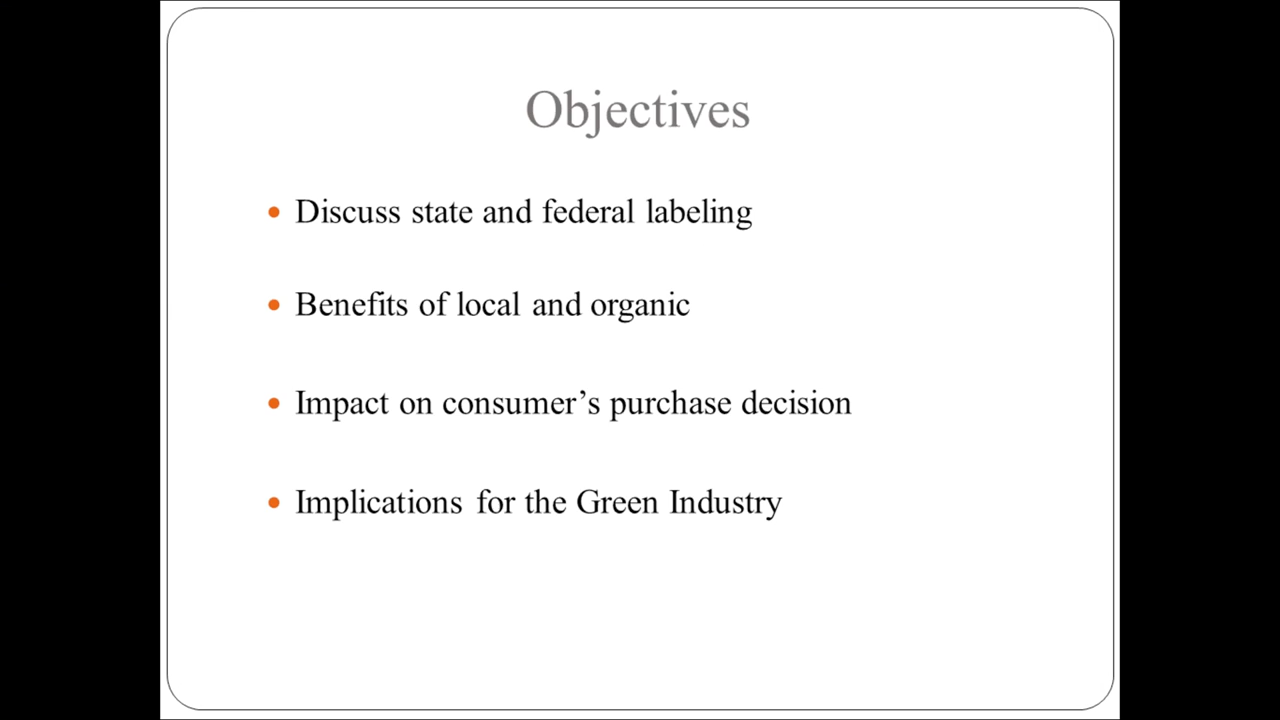 Objectives
• Discuss state and federal labeling
• Benefits of local and organic
• Impact on consumer’s purchase decision
• Implications for the Green Industry